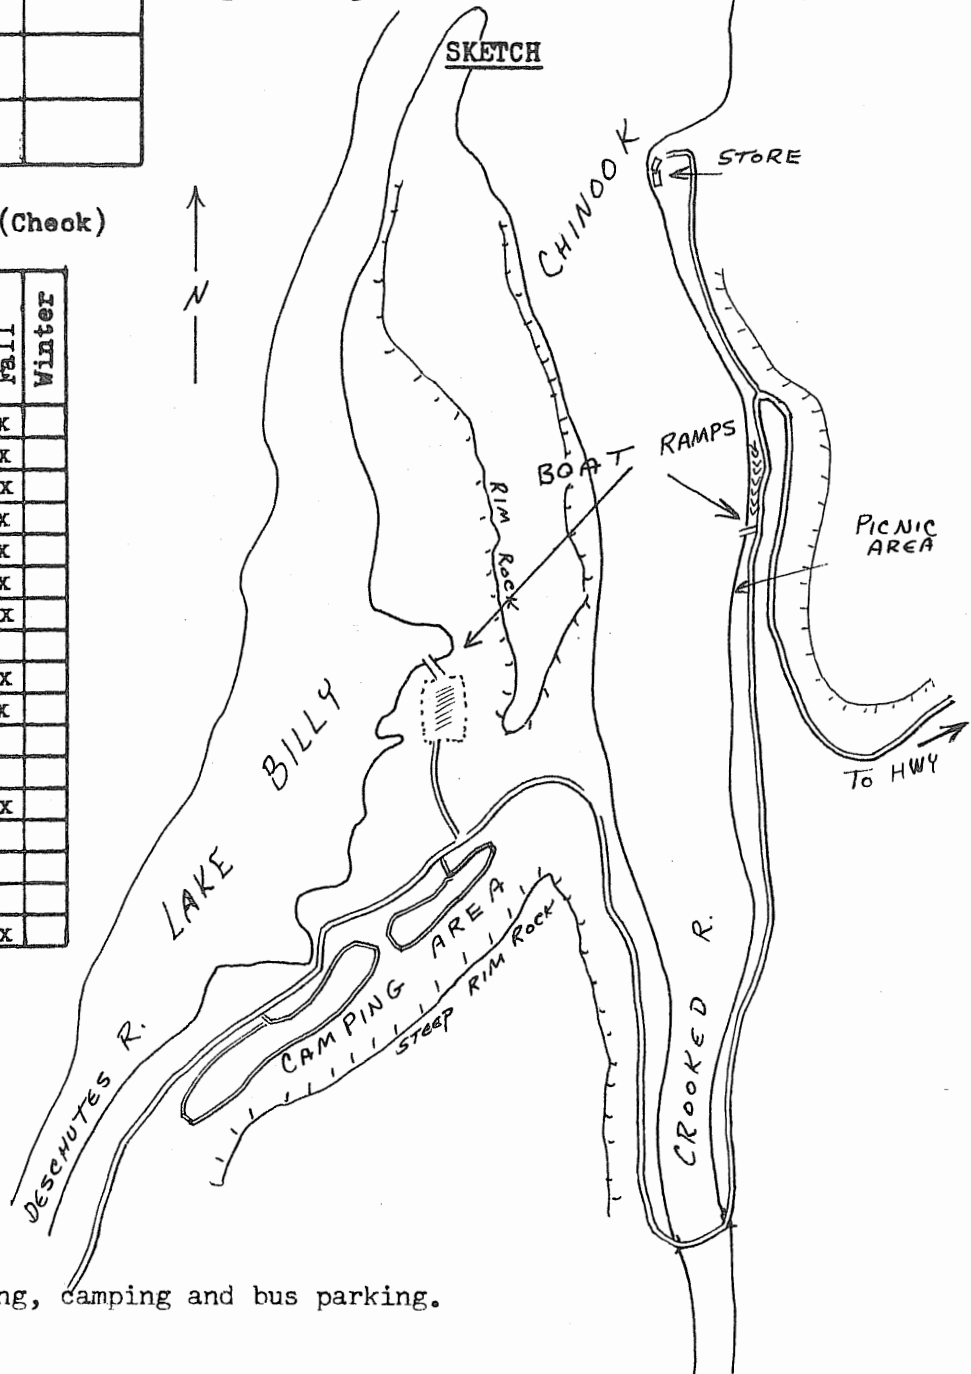 SKETCH
(Check)
Fall
Winter
x
x
x
x
x
x
x
x
x
x
x
N
STORE
CHINOOK
BOAT RAMPS
RIM ROCK
PICNIC
AREA
TO HWY
LAKE BILLY
CAMPING AREA
STEEP RIM ROCK
DESCHUTES R.
CROOKED R.
ng, camping and bus parking.